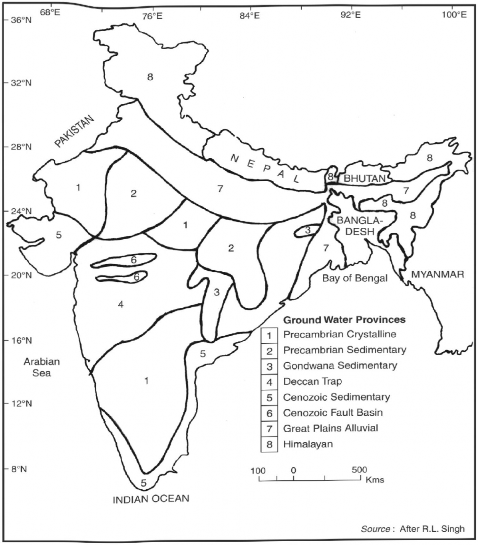 68°E 76°E 84°E 92°E 100°E
36°N
8
32°N
PAKISTAN
28°N
NEPAL
8
BHUTAN
8
7
1
2
7
8
24°N
1
BANGLA-
DESH
8
5
2
3
7
6
20°N
6
3
Bay of Bengal
MYANMAR
4
Ground Water Provinces
1 Precambrian Crystalline
2 Precambrian Sedimentary
3 Gondwana Sedimentary
4 Deccan Trap
5 Cenozoic Sedimentary
6 Cenozoic Fault Basin
7 Great Plains Alluvial
8 Himalayan
16°N
5
Arabian
Sea
1
12°N
8°N
5
100 0 500
Kms
INDIAN OCEAN
Source : After R.L. Singh